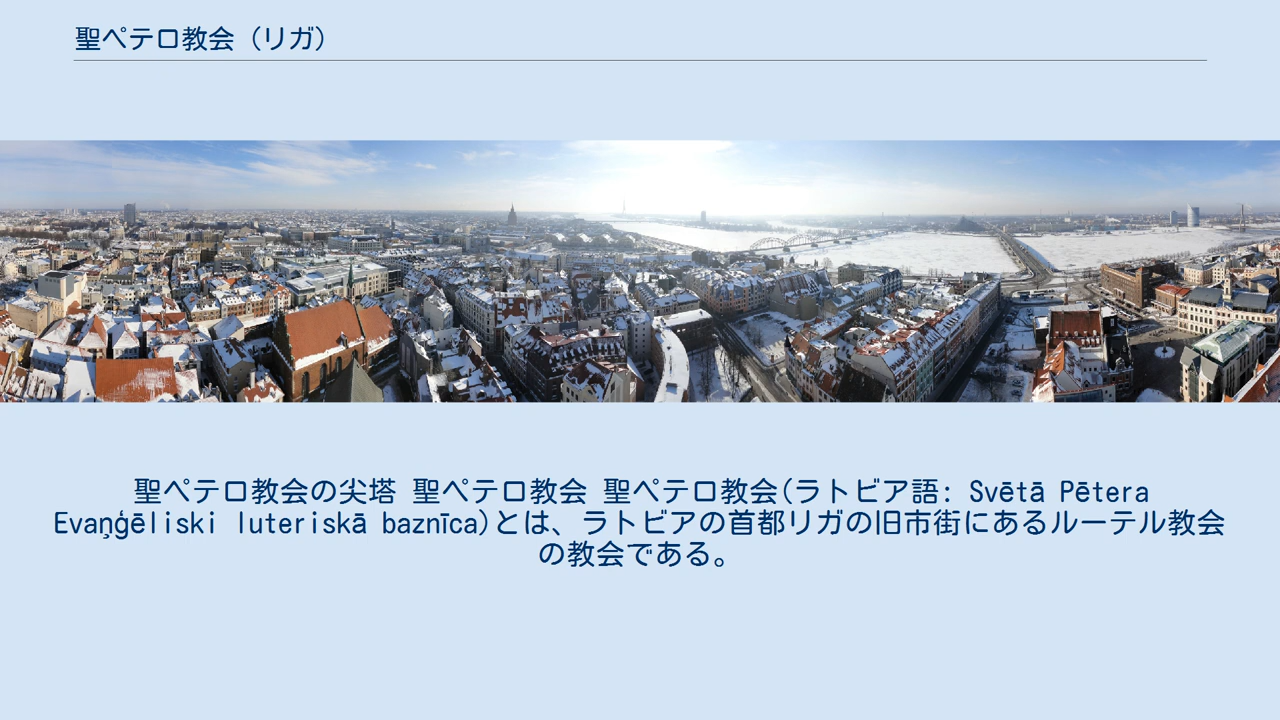 聖ペテロ教会 (リガ)
聖ペテロ教会の尖塔 聖ペテロ教会 聖ペテロ教会(ラトビア語: Svētā Pētera
Evaņģēliski luteriskā baznīca)とは、ラトビアの首都リガの旧市街にあるルーテル教会
の教会である。